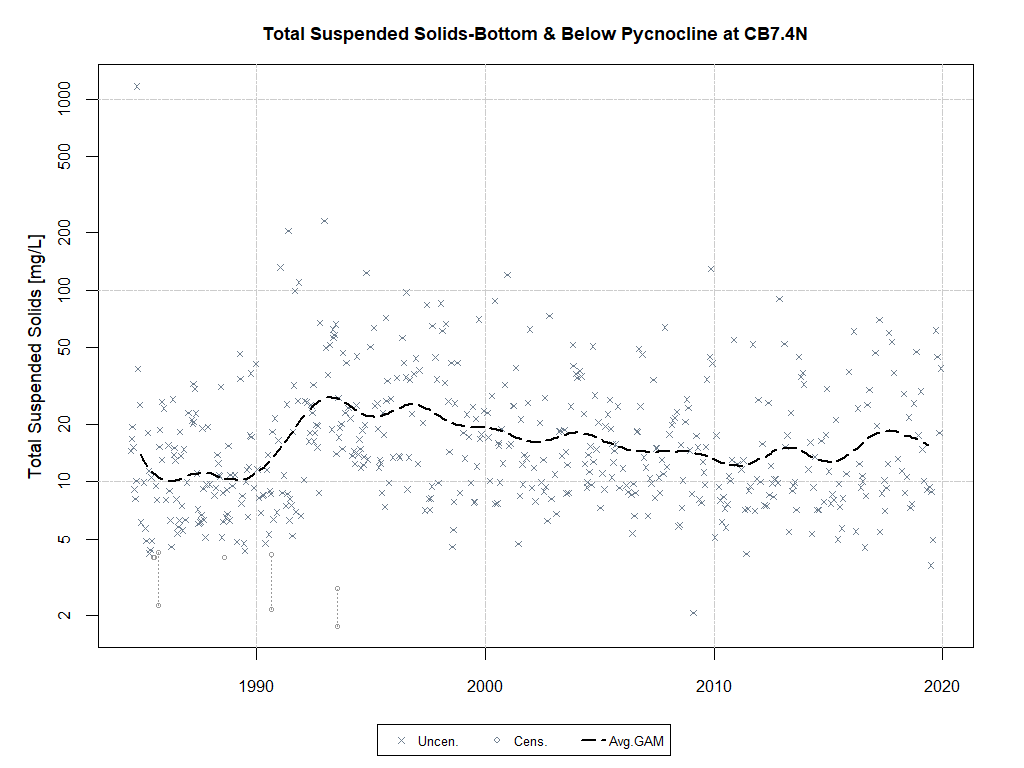 Total Suspended Solids-Bottom & Below Pycnocline at CB7.4N
Total Suspended Solids [mg/L]
1000
500
200
100
50
20
10
5
2
1990 2000 2010 2020
Uncen. Cens. Avg.GAM